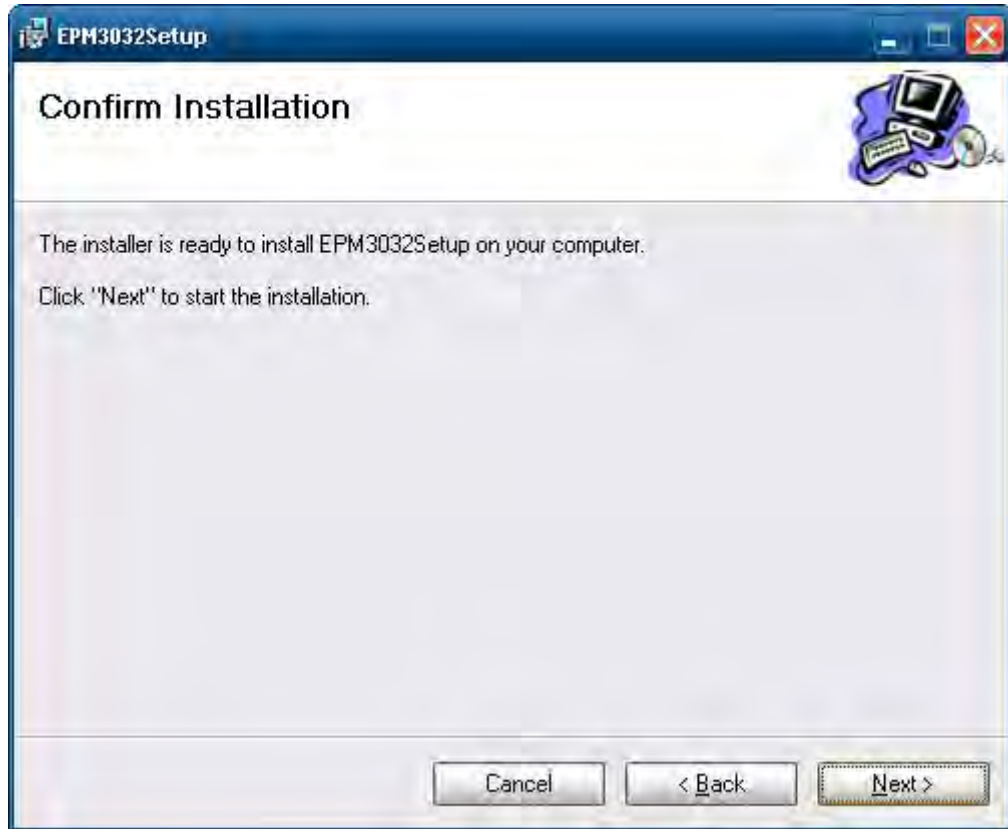 EPM3032Setup
Confirm Installation
The installer is ready to install EPM3032Setup on your computer.
Click "Next" to start the installation.
Cancel
< Back
Next >